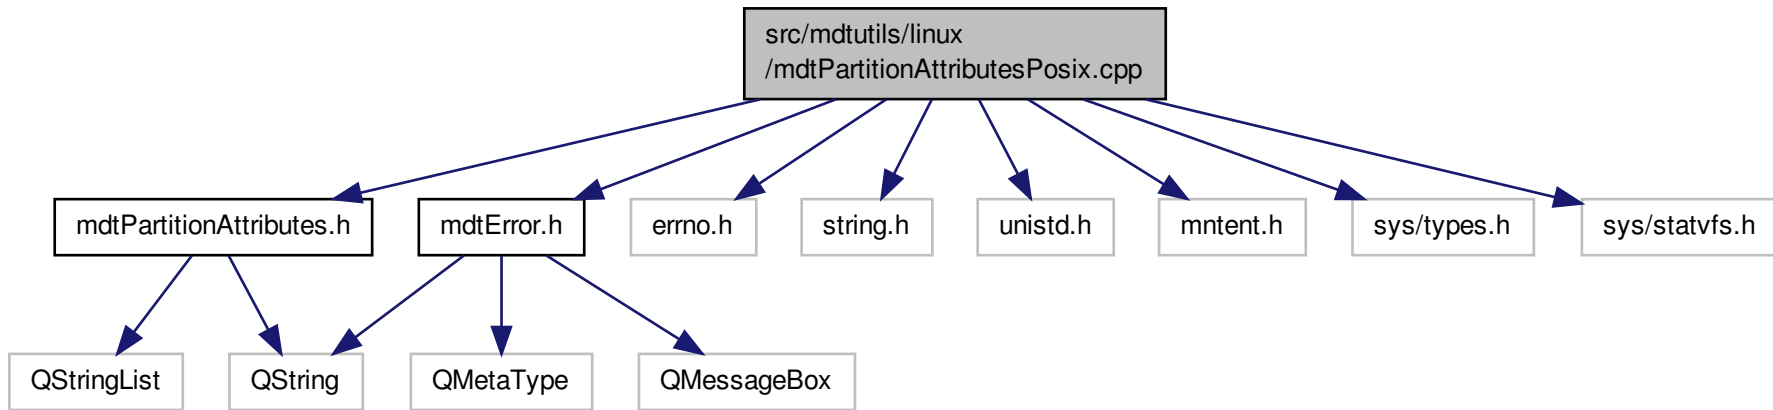 src/mdtutils/linux
/mdtPartitionAttributesPosix.cpp
mdtPartitionAttributes.h
mdtError.h
errno.h
string.h
unistd.h
mntent.h
sys/types.h
sys/statvfs.h
QStringList
QString
QMetaType
QMessageBox